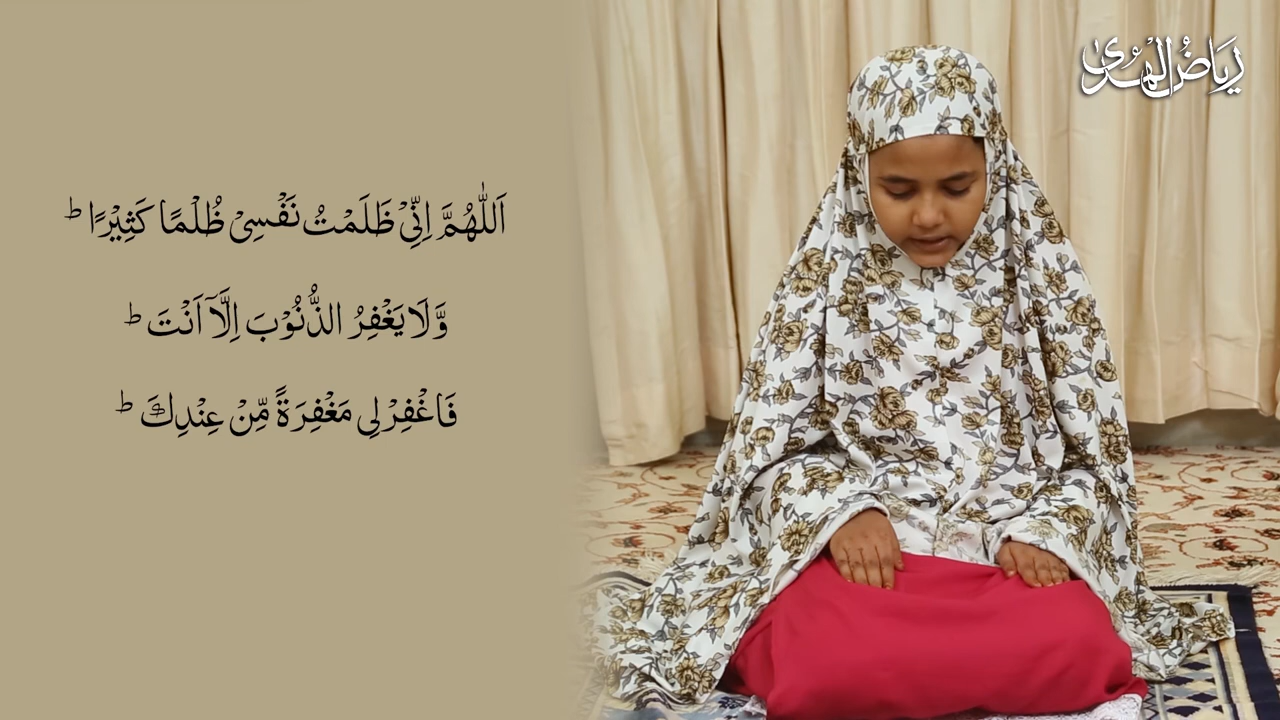 رِيَاضُ الْهُدٰى
اَللّٰهُمَّ اِنِّيْ ظَلَمْتُ نَفْسِيْ ظُلْمًا كَثِيْرًا ؕ
وَّلَا يَغْفِرُ الذُّنُوْبَ اِلَّآ اَنْتَ ؕ
فَاغْفِرْ لِي مَغْفِرَةً مِّنْ عِنْدِكَ ؕ